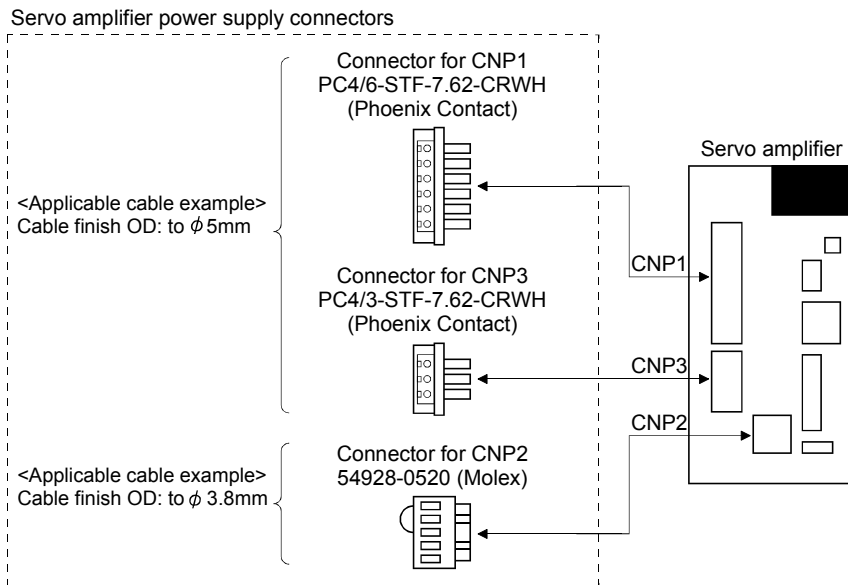 Servo amplifier power supply connectors
Connector for CNP1
PC4/6-STF-7.62-CRWH
(Phoenix Contact)
<Applicable cable example>
Cable finish OD: to φ5mm
Connector for CNP3
PC4/3-STF-7.62-CRWH
(Phoenix Contact)
<Applicable cable example>
Cable finish OD: to φ 3.8mm
Connector for CNP2
54928-0520 (Molex)
Servo amplifier
CNP1
CNP3
CNP2